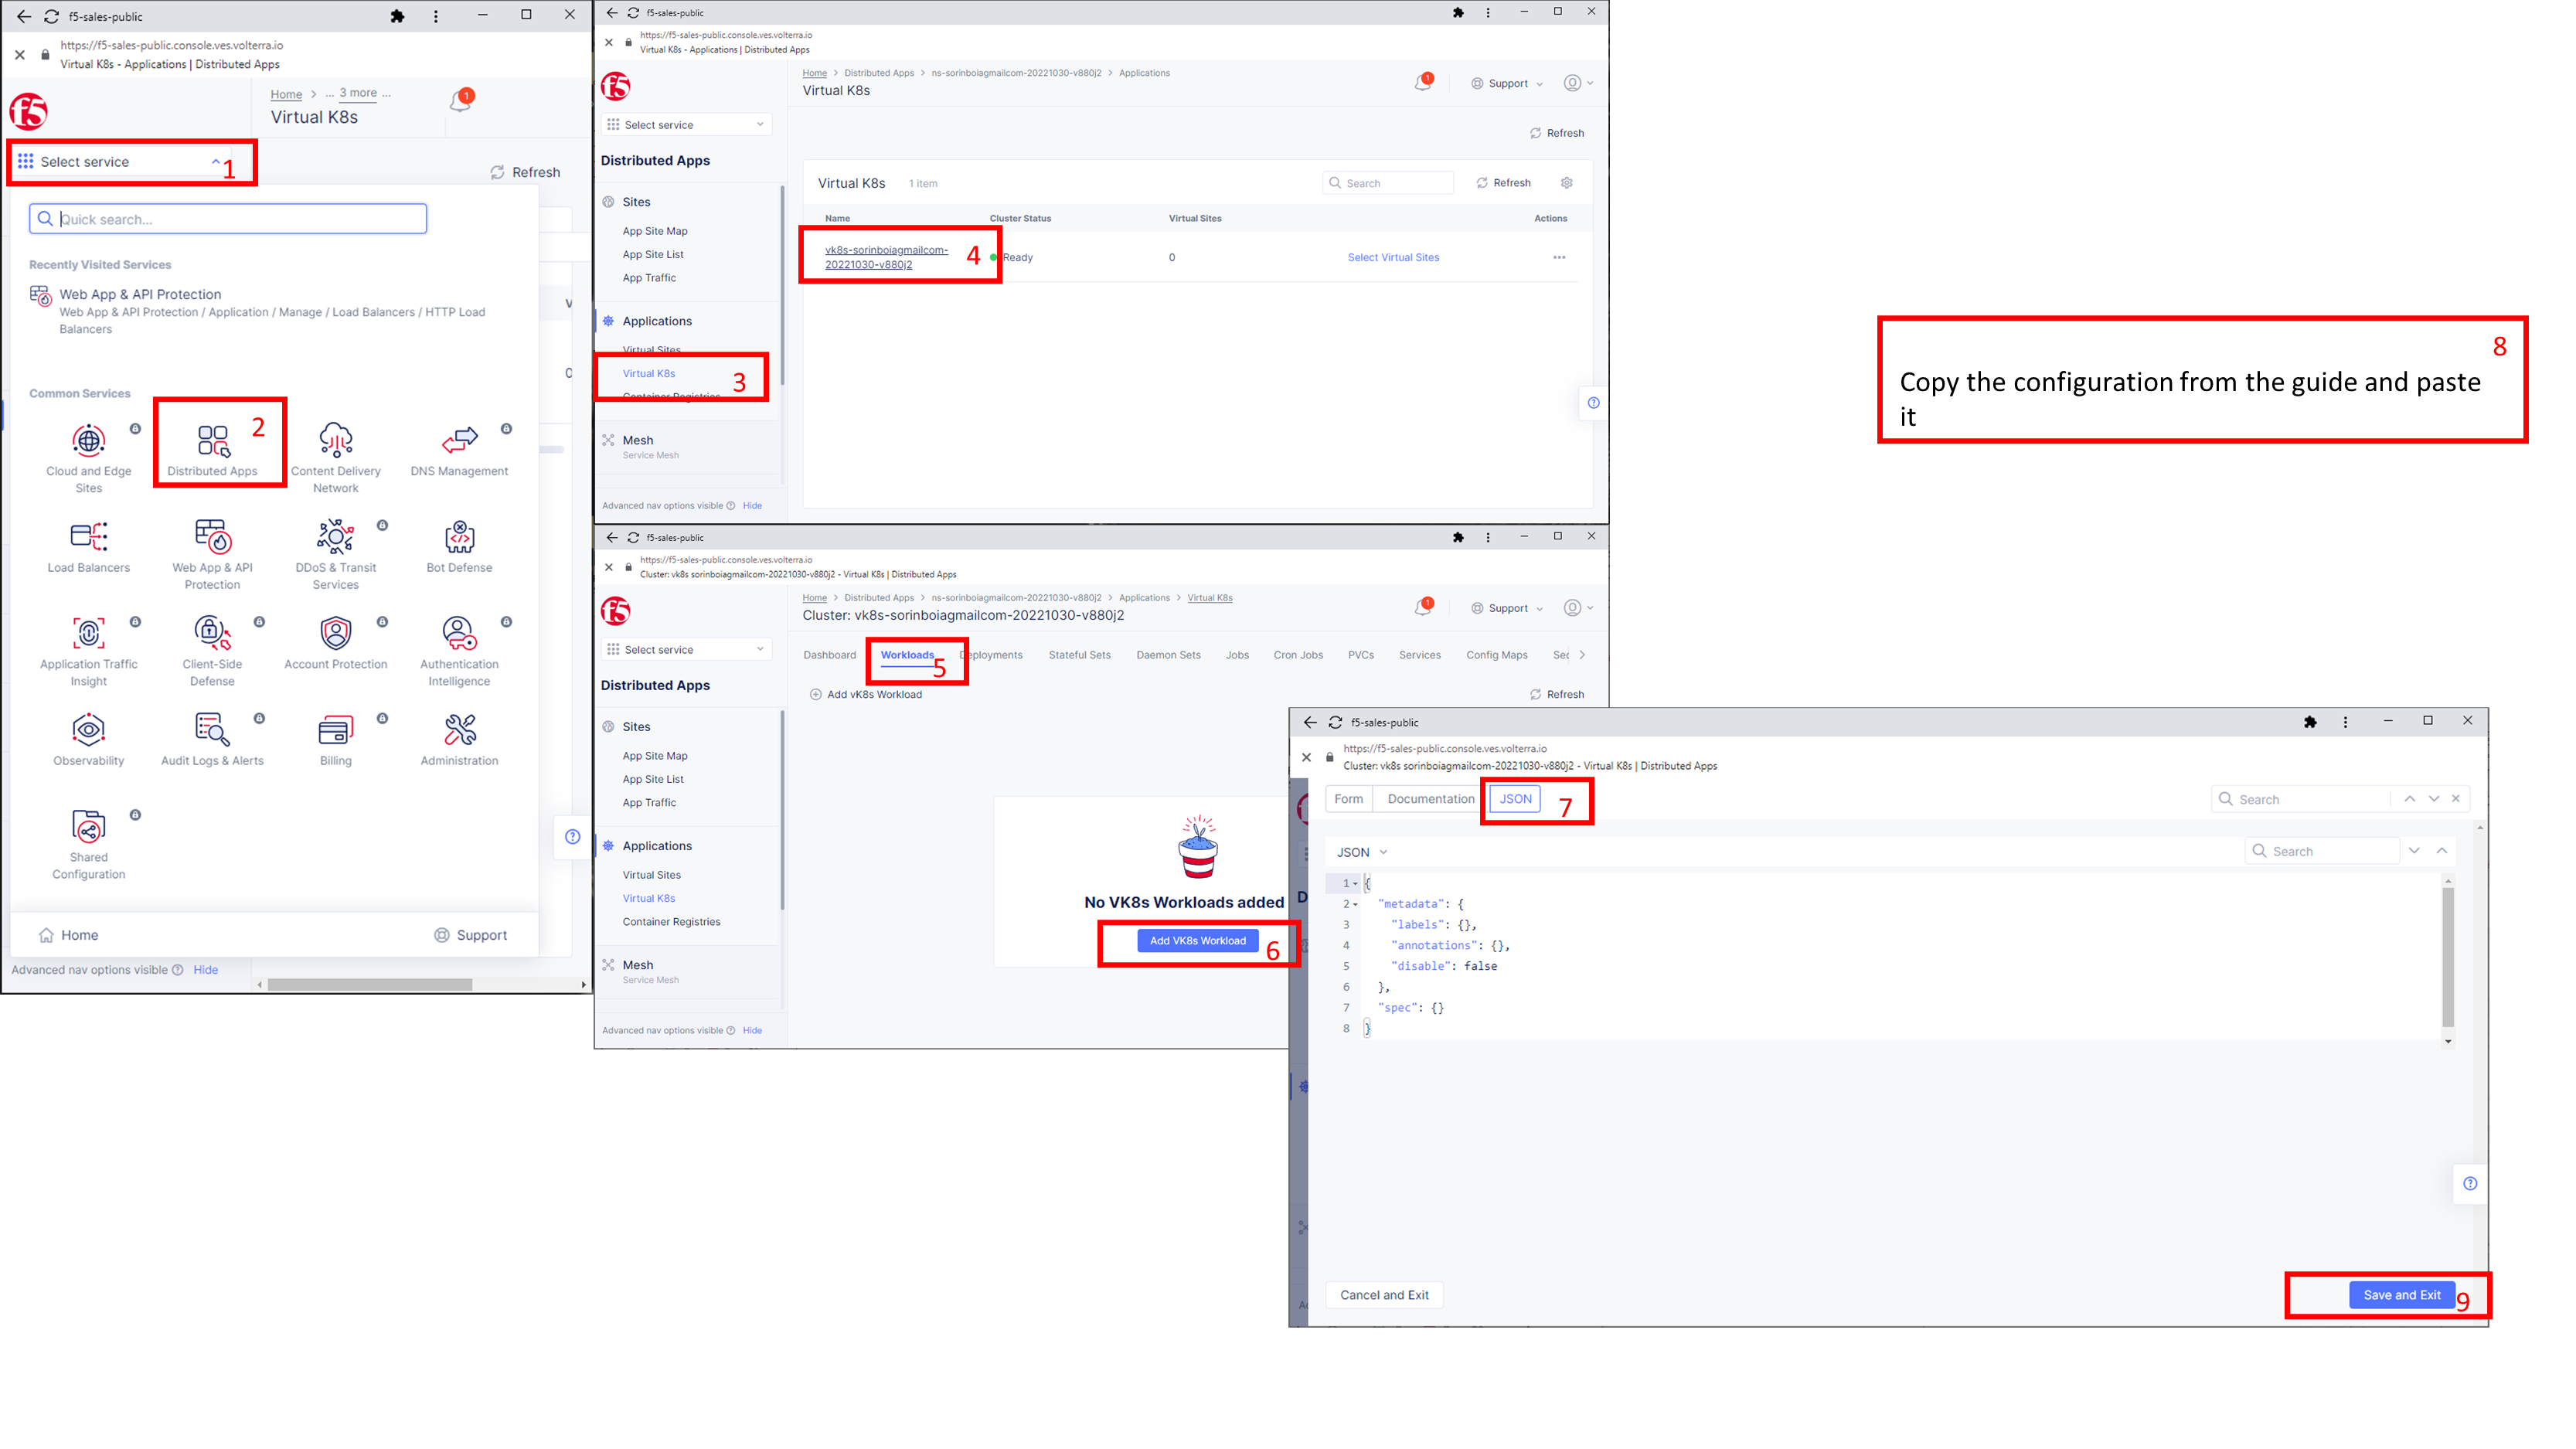 f5-sales-public
https://f5-sales-public.console.ves.volterra.io
Virtual K8s - Applications | Distributed Apps
f5
Home > ... 3 more ...
1
Virtual K8s
Select service
1
Refresh
Quick search...
Recently Visited Services
Web App & API Protection
Web App & API Protection / Application / Manage / Load Balancers / HTTP Load
Balancers
Common Services
2
Cloud and Edge
Sites
Distributed Apps
Content Delivery
Network
DNS Management
Load Balancers
Web App & API
Protection
DDoS & Transit
Services
Bot Defense
Application Traffic
Insight
Client-Side
Defense
Account Protection
Authentication
Intelligence
Observability
Audit Logs & Alerts
Billing
Administration
Shared
Configuration
Home
Support
Advanced nav options visible Hide
f5-sales-public
https://f5-sales-public.console.ves.volterra.io
Virtual K8s - Applications | Distributed Apps
f5
Home > Distributed Apps > ns-sorinboiagmailcom-20221030-v880j2 > Applications
Virtual K8s
1
Support
Select service
Refresh
Distributed Apps
Sites
App Site Map
App Site List
App Traffic
Applications
Virtual Sites
Virtual K8s
3
Container Registries
Mesh
Service Mesh
Advanced nav options visible Hide
Virtual K8s 1 item
Search
Refresh
Name Cluster Status Virtual Sites Actions
vk8s-sorinboiagmailcom-
20221030-v880j2
4
Ready 0 Select Virtual Sites ...
f5-sales-public
https://f5-sales-public.console.ves.volterra.io
Cluster: vk8s sorinboiagmailcom-20221030-v880j2 - Virtual K8s | Distributed Apps
f5
Home > Distributed Apps > ns-sorinboiagmailcom-20221030-v880j2 > Applications > Virtual K8s
Cluster: vk8s-sorinboiagmailcom-20221030-v880j2
1
Support
Select service
Dashboard Workloads 5 eployments Stateful Sets Daemon Sets Jobs Cron Jobs PVCs Services Config Maps Sec
Add vK8s Workload
Refresh
Distributed Apps
Sites
App Site Map
App Site List
App Traffic
Applications
Virtual Sites
Virtual K8s
Container Registries
Mesh
Service Mesh
Advanced nav options visible Hide
No VK8s Workloads added
Add VK8s Workload
6
f5-sales-public
https://f5-sales-public.console.ves.volterra.io
Cluster: vk8s sorinboiagmailcom-20221030-v880j2 - Virtual K8s | Distributed Apps
Form Documentation JSON 7
Search
JSON
Search
1 {
2 "metadata": {
3 "labels": {},
4 "annotations": {},
5 "disable": false
6 },
7 "spec": {}
8 }
Cancel and Exit
Save and Exit
9
8
Copy the configuration from the guide and paste
it